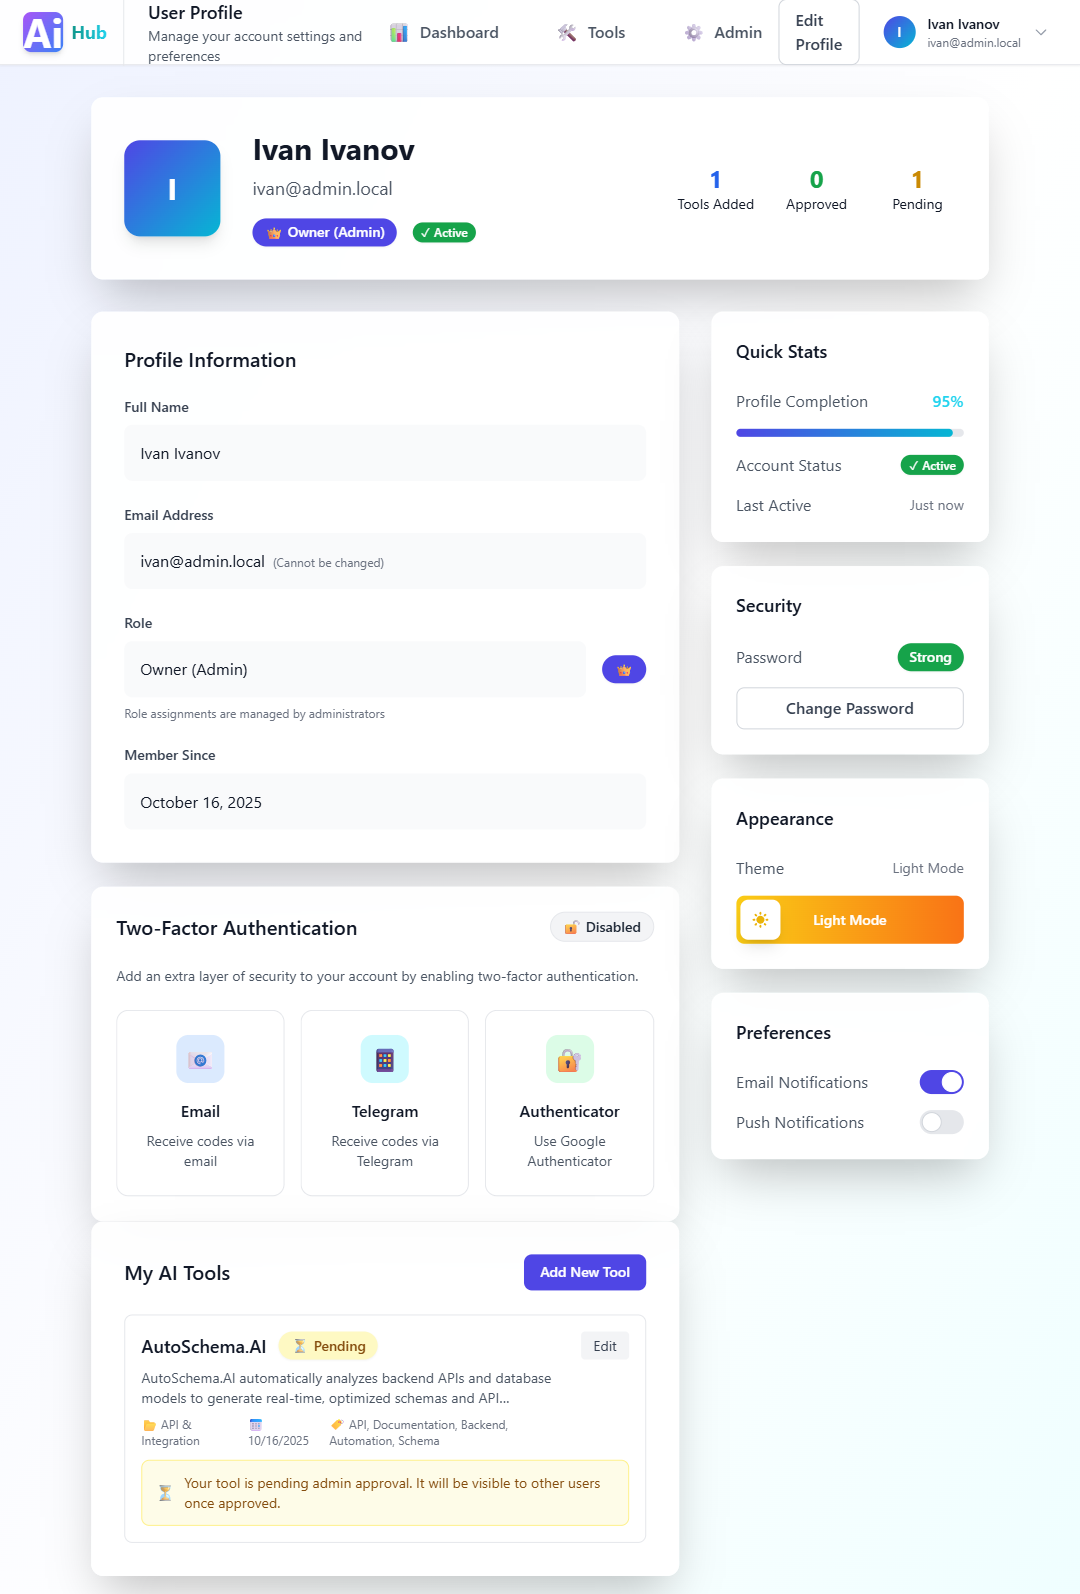 Ai Hub
User Profile
Manage your account settings and
preferences
Dashboard
Tools
Admin
Edit
Profile
I
Ivan Ivanov
ivan@admin.local
I
Ivan Ivanov
ivan@admin.local
Owner (Admin)
✓ Active
1
Tools Added
0
Approved
1
Pending
Profile Information
Full Name
Ivan Ivanov
Email Address
ivan@admin.local (Cannot be changed)
Role
Owner (Admin)
Role assignments are managed by administrators
Member Since
October 16, 2025
Quick Stats
Profile Completion 95%
Account Status ✓ Active
Last Active Just now
Security
Password Strong
Change Password
Appearance
Theme Light Mode
Light Mode
Preferences
Email Notifications
Push Notifications
Two-Factor Authentication
Disabled
Add an extra layer of security to your account by enabling two-factor authentication.
Email
Receive codes via
email
Telegram
Receive codes via
Telegram
Authenticator
Use Google
Authenticator
My AI Tools
Add New Tool
AutoSchema.AI
Pending
Edit
AutoSchema.AI automatically analyzes backend APIs and database
models to generate real-time, optimized schemas and API...
API &
Integration
10/16/2025
API, Documentation, Backend,
Automation, Schema
Your tool is pending admin approval. It will be visible to other users
once approved.